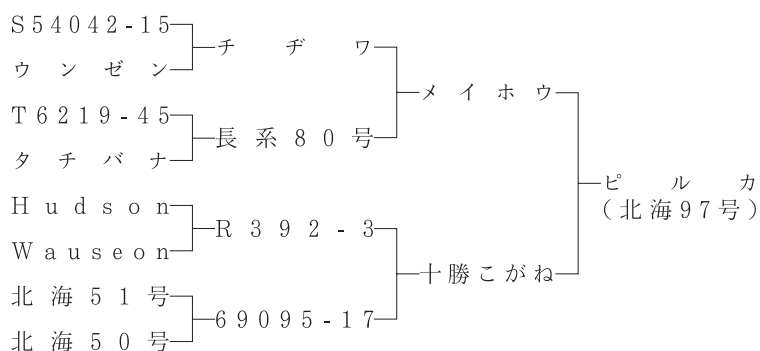 S54042-15
チヂワ
ウンゼン
メイホウ
T6219-45
長系80号
タチバナ
ピルカ
(北海97号)
Hudson
R392-3
Wauseon
十勝こがね
北海51号
69095-17
北海50号